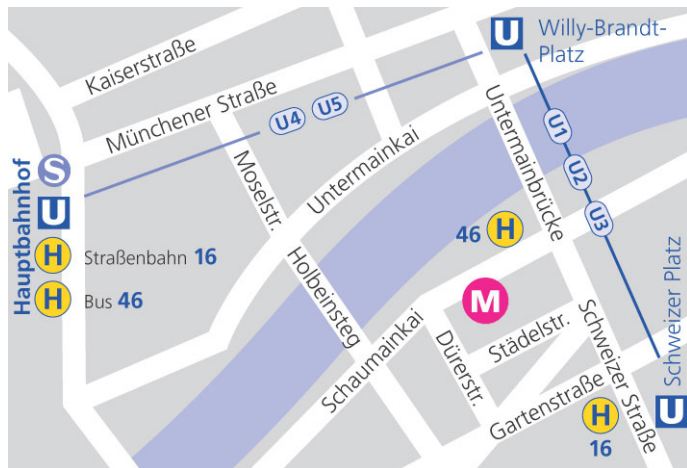 Kaiserstraße
Münchener Straße
U
Willy-Brandt-
Platz
U4
U5
U1
U2
U3
Untermainkai
Untermainbrücke
Moselstr.
Hauptbahnhof
S
U
H Straßenbahn 16
H Bus 46
Holbeinsteg
46 H
M
Schaumainkai
Dürerstr.
Städelstr.
Gartenstraße
Schweizer Straße
Schweizer Platz
U
H
16